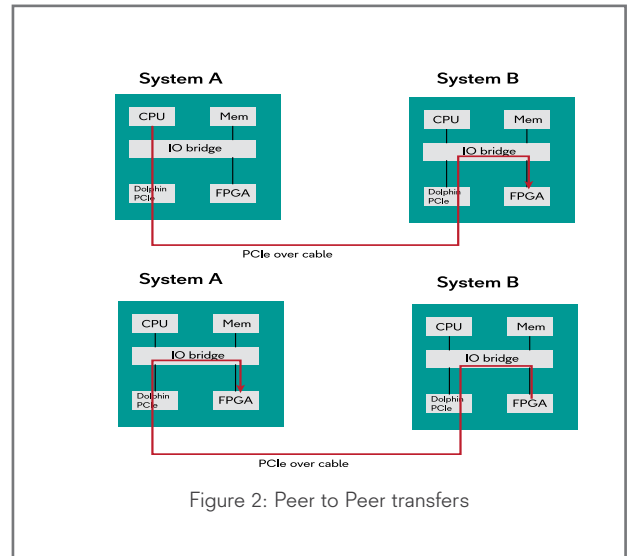 System A
System B
CPU
Mem
IO bridge
Dolphin
PCIe
FPGA
CPU
Mem
IO bridge
Dolphin
PCIe
FPGA
PCIe over cable
System A
System B
CPU
Mem
IO bridge
Dolphin
PCIe
FPGA
CPU
Mem
IO bridge
Dolphin
PCIe
FPGA
PCIe over cable
Figure 2: Peer to Peer transfers